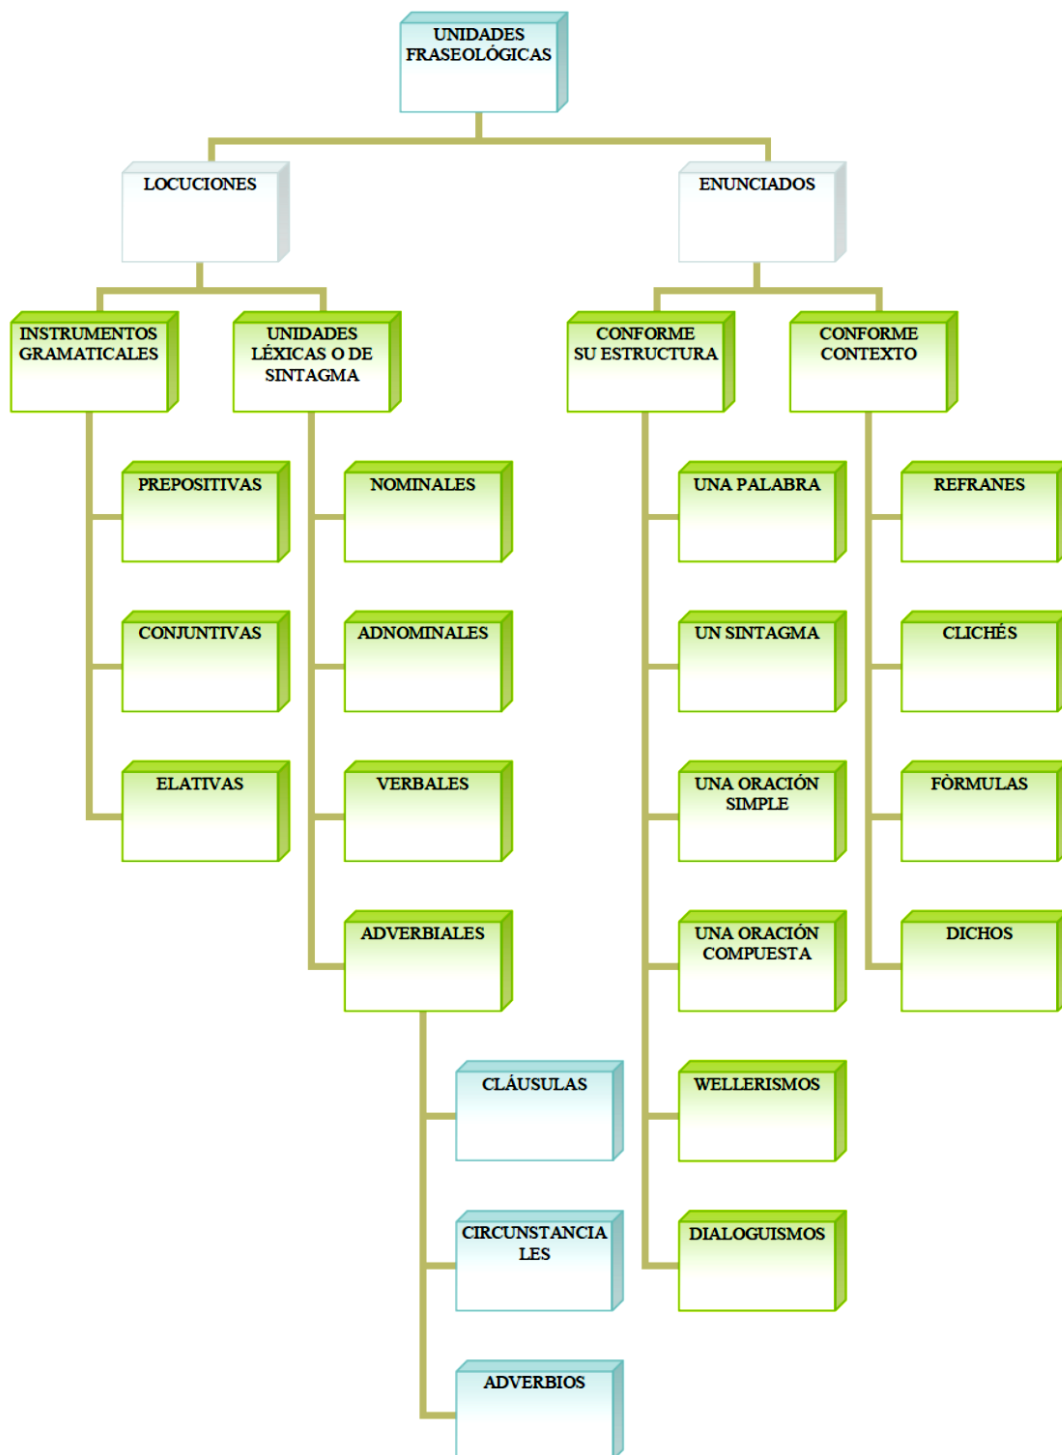 UNIDADES
FRASEOLÓGICAS
LOCUCIONES
ENUNCIADOS
INSTRUMENTOS
GRAMATICALES
UNIDADES
LÉXICAS O DE
SINTAGMA
CONFORME
SU ESTRUCTURA
CONFORME
CONTEXTO
PREPOSITIVAS
NOMINALES
UNA PALABRA
REFRANES
CONJUNTIVAS
ADNOMINALES
UN SINTAGMA
CLICHÉS
ELATIVAS
VERBALES
UNA ORACIÓN
SIMPLE
FÒRMULAS
ADVERBIALES
UNA ORACIÓN
COMPUESTA
DICHOS
CLÁUSULAS
WELLERISMOS
CIRCUNSTANCIA
LES
DIALOGUISMOS
ADVERBIOS